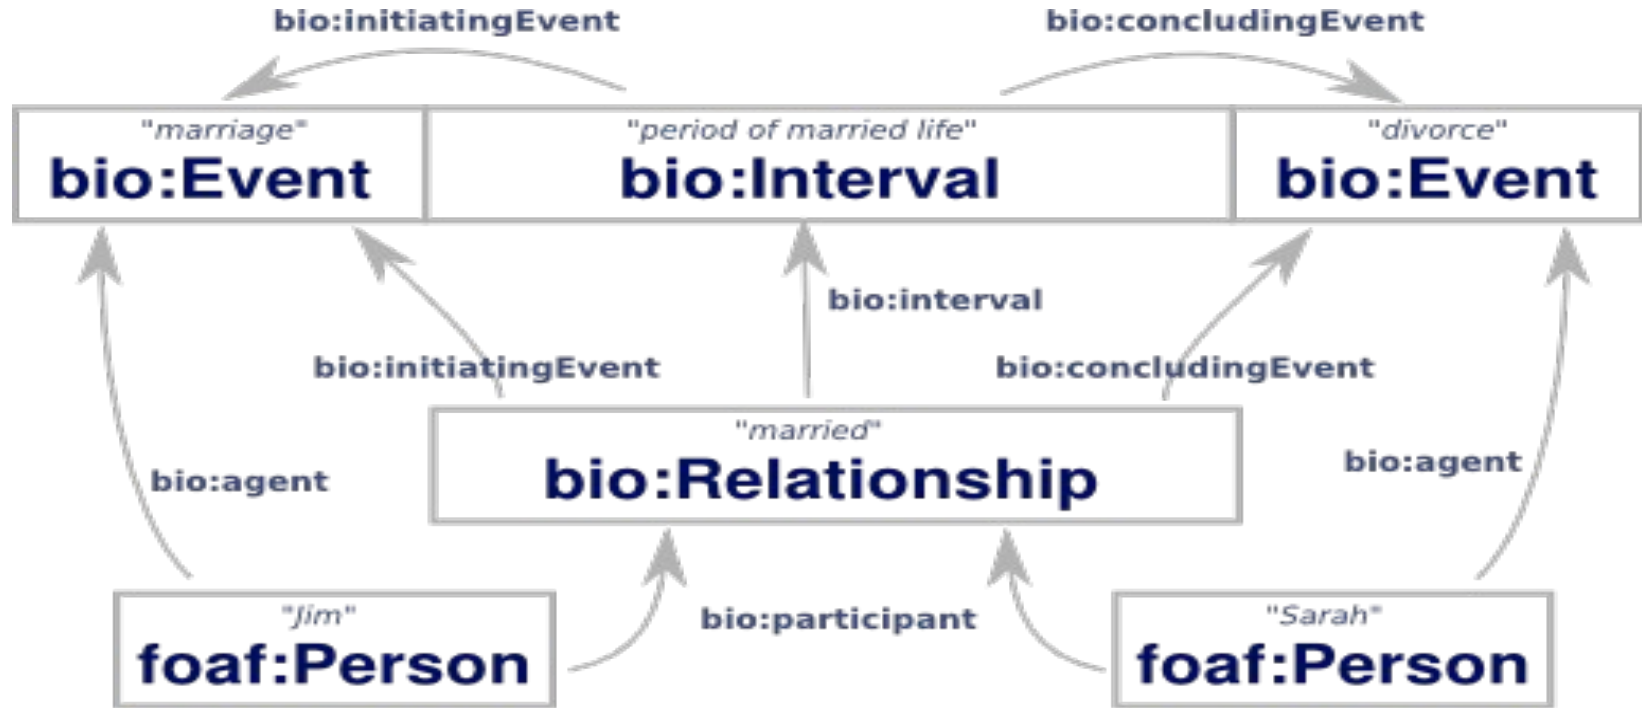 bio:initiatingEvent
bio:concludingEvent
"marriage"
bio:Event
"period of married life"
bio:Interval
"divorce"
bio:Event
bio:interval
bio:initiatingEvent
bio:concludingEvent
"married"
bio:Relationship
bio:agent
bio:agent
"Jim"
foaf:Person
bio:participant
"Sarah"
foaf:Person